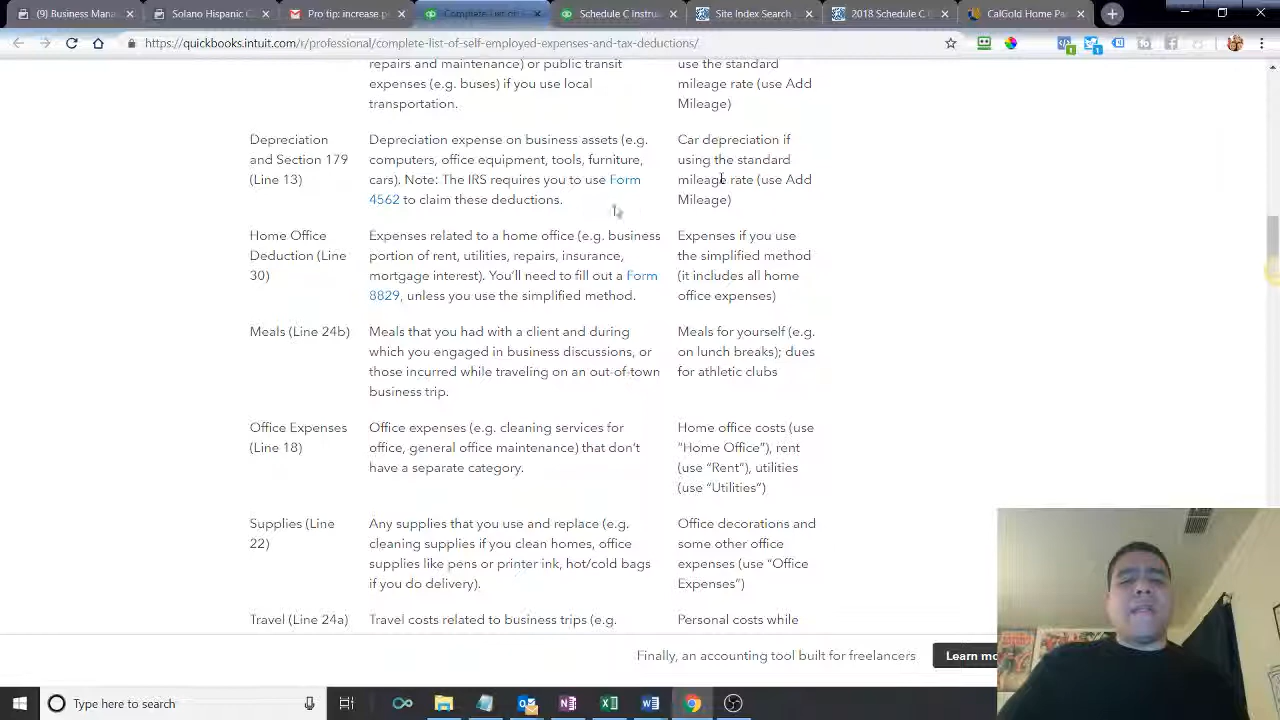 (9) Business Mana
Solano Hispanic C
Pro tip: increase p
Complete List of S
Schedule C Instru
Site Index Search
2018 Schedule C
CalGold Home Pa
https://quickbooks.intuit.com/r/professional/complete-list-of-self-employed-expenses-and-tax-deductions/
repairs and maintenance) or public transit
expenses (e.g. buses) if you use local
transportation.
use the standard
mileage rate (use Add
Mileage)
Depreciation
and Section 179
(Line 13)
Depreciation expense on business assets (e.g.
computers, office equipment, tools, furniture,
cars). Note: The IRS requires you to use Form
4562 to claim these deductions.
Car depreciation if
using the standard
mileage rate (use Add
Mileage)
Home Office
Deduction (Line
30)
Expenses related to a home office (e.g. business
portion of rent, utilities, repairs, insurance,
mortgage interest). You'll need to fill out a Form
8829, unless you use the simplified method.
Expenses if you use
the simplified method
(it includes all home
office expenses)
Meals (Line 24b)
Meals that you had with a client and during
which you engaged in business discussions, or
those incurred while traveling on an out-of-town
business trip.
Meals for yourself (e.g.
on lunch breaks); dues
for athletic clubs
Office Expenses
(Line 18)
Office expenses (e.g. cleaning services for
office, general office maintenance) that don't
have a separate category.
Home office costs (use
"Home Office"), rent
(use "Rent"), utilities
(use "Utilities")
Supplies (Line
22)
Any supplies that you use and replace (e.g.
cleaning supplies if you clean homes, office
supplies like pens or printer ink, hot/cold bags
if you do delivery).
Office decorations and
some other office
expenses (use "Office
Expenses")
Travel (Line 24a)
Travel costs related to business trips (e.g.
Personal costs while
Finally, an accounting tool built for freelancers
Learn mo
Type here to search